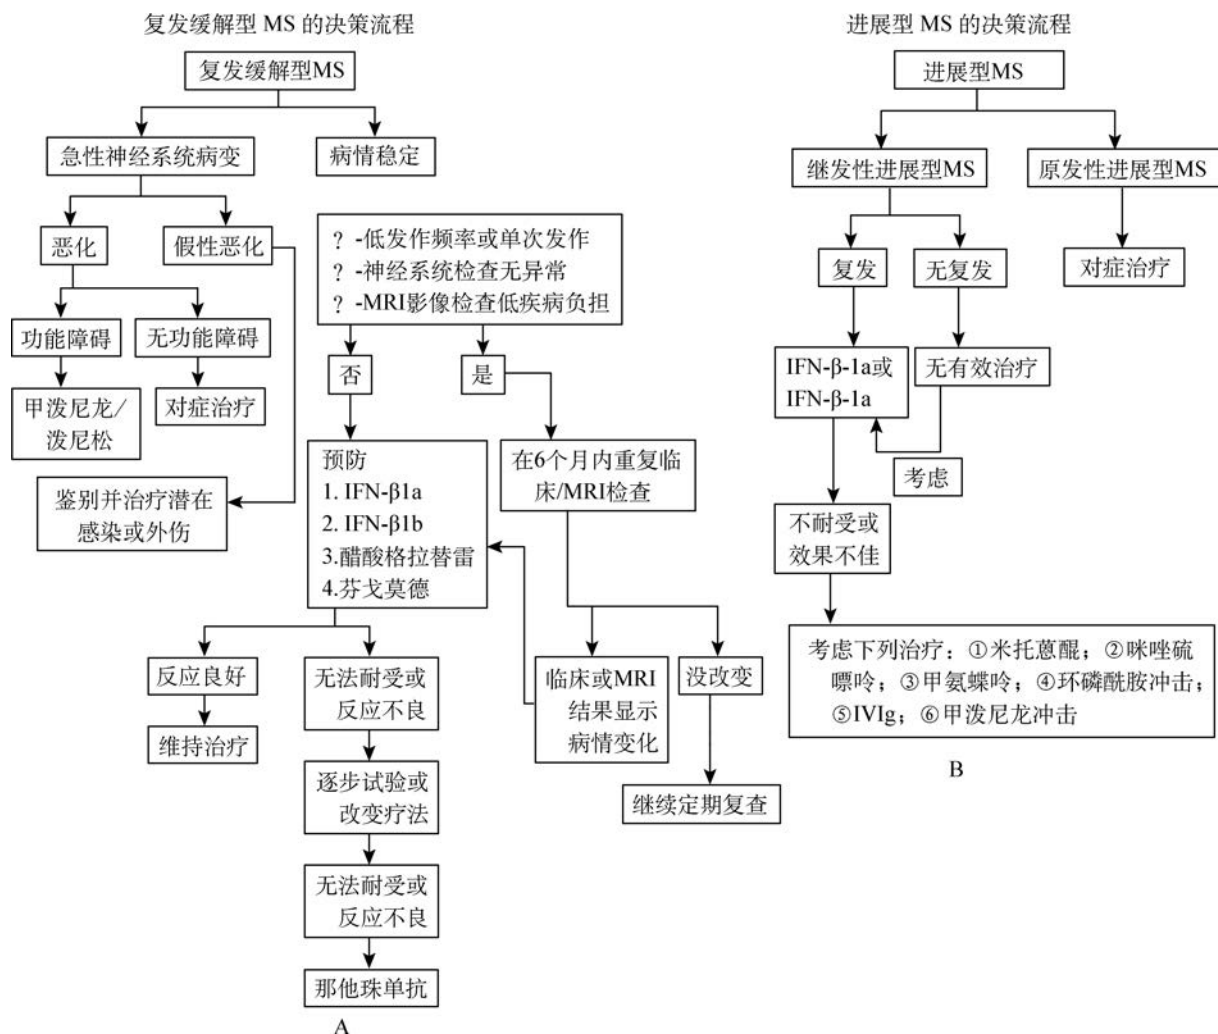 复发缓解型 MS 的决策流程
复发缓解型MS
急性神经系统病变
病情稳定
恶化
假性恶化
功能障碍
无功能障碍
甲泼尼龙/
泼尼松
对症治疗
鉴别并治疗潜在
感染或外伤
? -低发作频率或单次发作
? -神经系统检查无异常
? -MRI影像检查低疾病负担
否
是
预防
1. IFN-β1a
2. IFN-β1b
3.醋酸格拉替雷
4.芬戈莫德
在6个月内重复临
床/MRI检查
反应良好
维持治疗
无法耐受或
反应不良
逐步试验或
改变疗法
无法耐受或
反应不良
那他珠单抗
临床或MRI
结果显示
病情变化
没改变
继续定期复查
A
进展型 MS 的决策流程
进展型MS
继发性进展型MS
原发性进展型MS
复发
无复发
对症治疗
IFN-β-1a或
IFN-β-1a
无有效治疗
考虑
不耐受或
效果不佳
考虑下列治疗：①米托蒽醌；②咪唑硫
嘌呤；③甲氨蝶呤；④环磷酰胺冲击；
⑤IVIg；⑥甲泼尼龙冲击
B